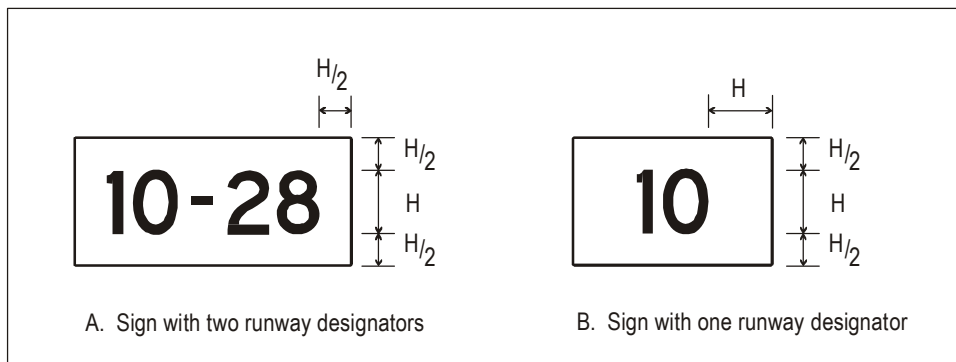 H/2
H
H/2
H
H/2
10-28
H/2
H
H/2
10
A. Sign with two runway designators
B. Sign with one runway designator